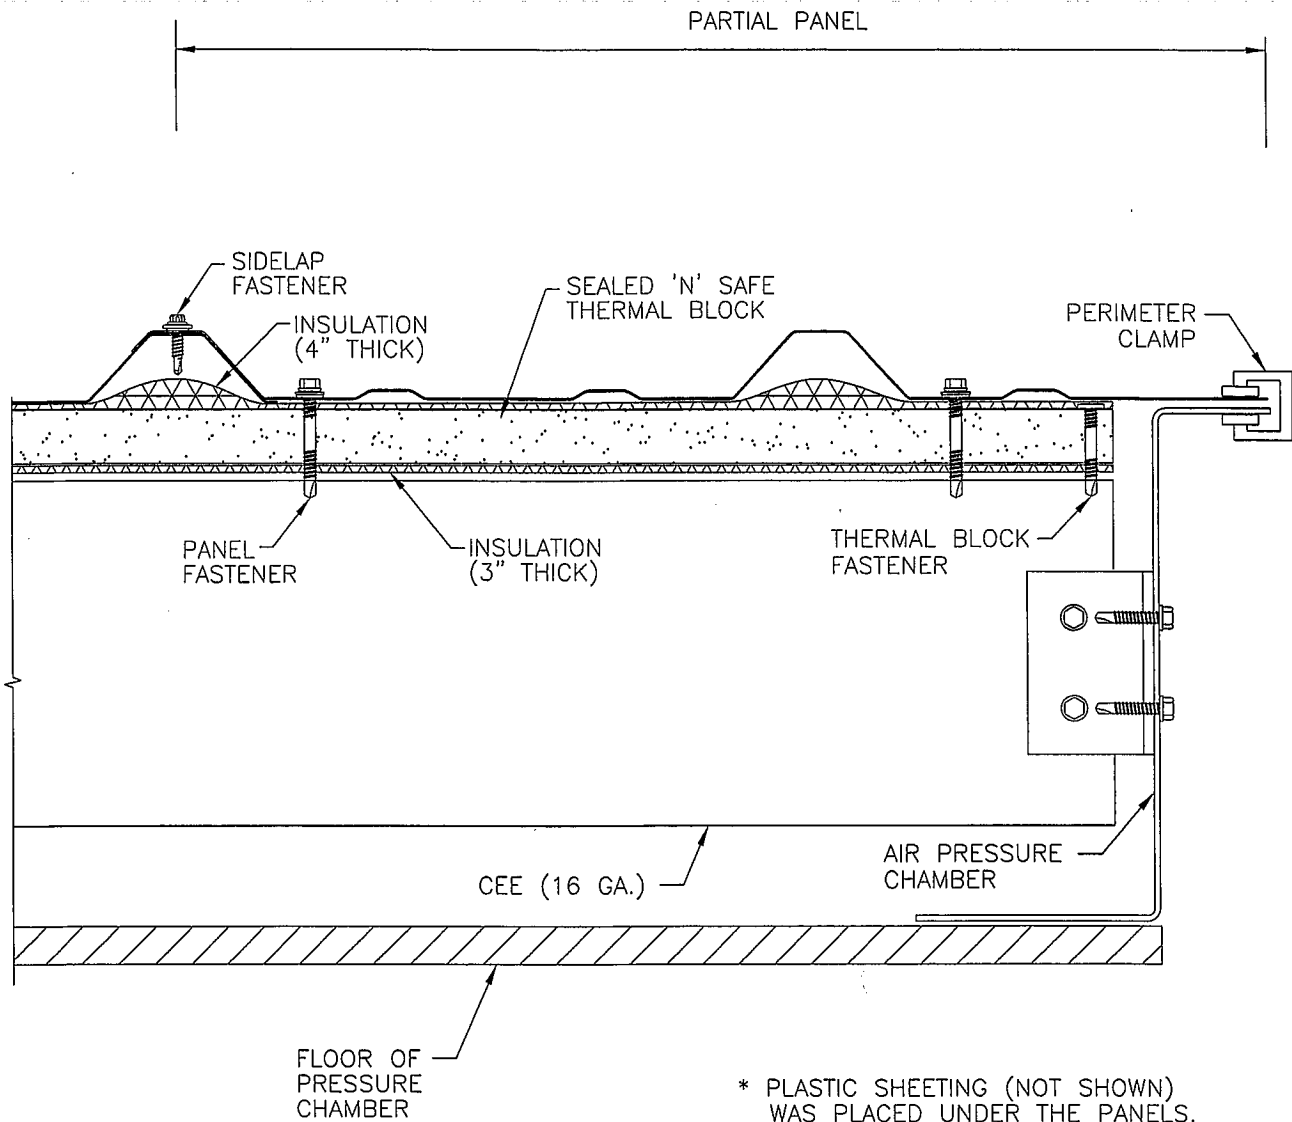 PARTIAL PANEL
SIDELAP
FASTENER
INSULATION
(4" THICK)
SEALED 'N' SAFE
THERMAL BLOCK
PERIMETER
CLAMP
PANEL
FASTENER
INSULATION
(3" THICK)
THERMAL BLOCK
FASTENER
AIR PRESSURE
CHAMBER
CEE (16 GA.)
FLOOR OF
PRESSURE
CHAMBER
* PLASTIC SHEETING (NOT SHOWN)
WAS PLACED UNDER THE PANELS.